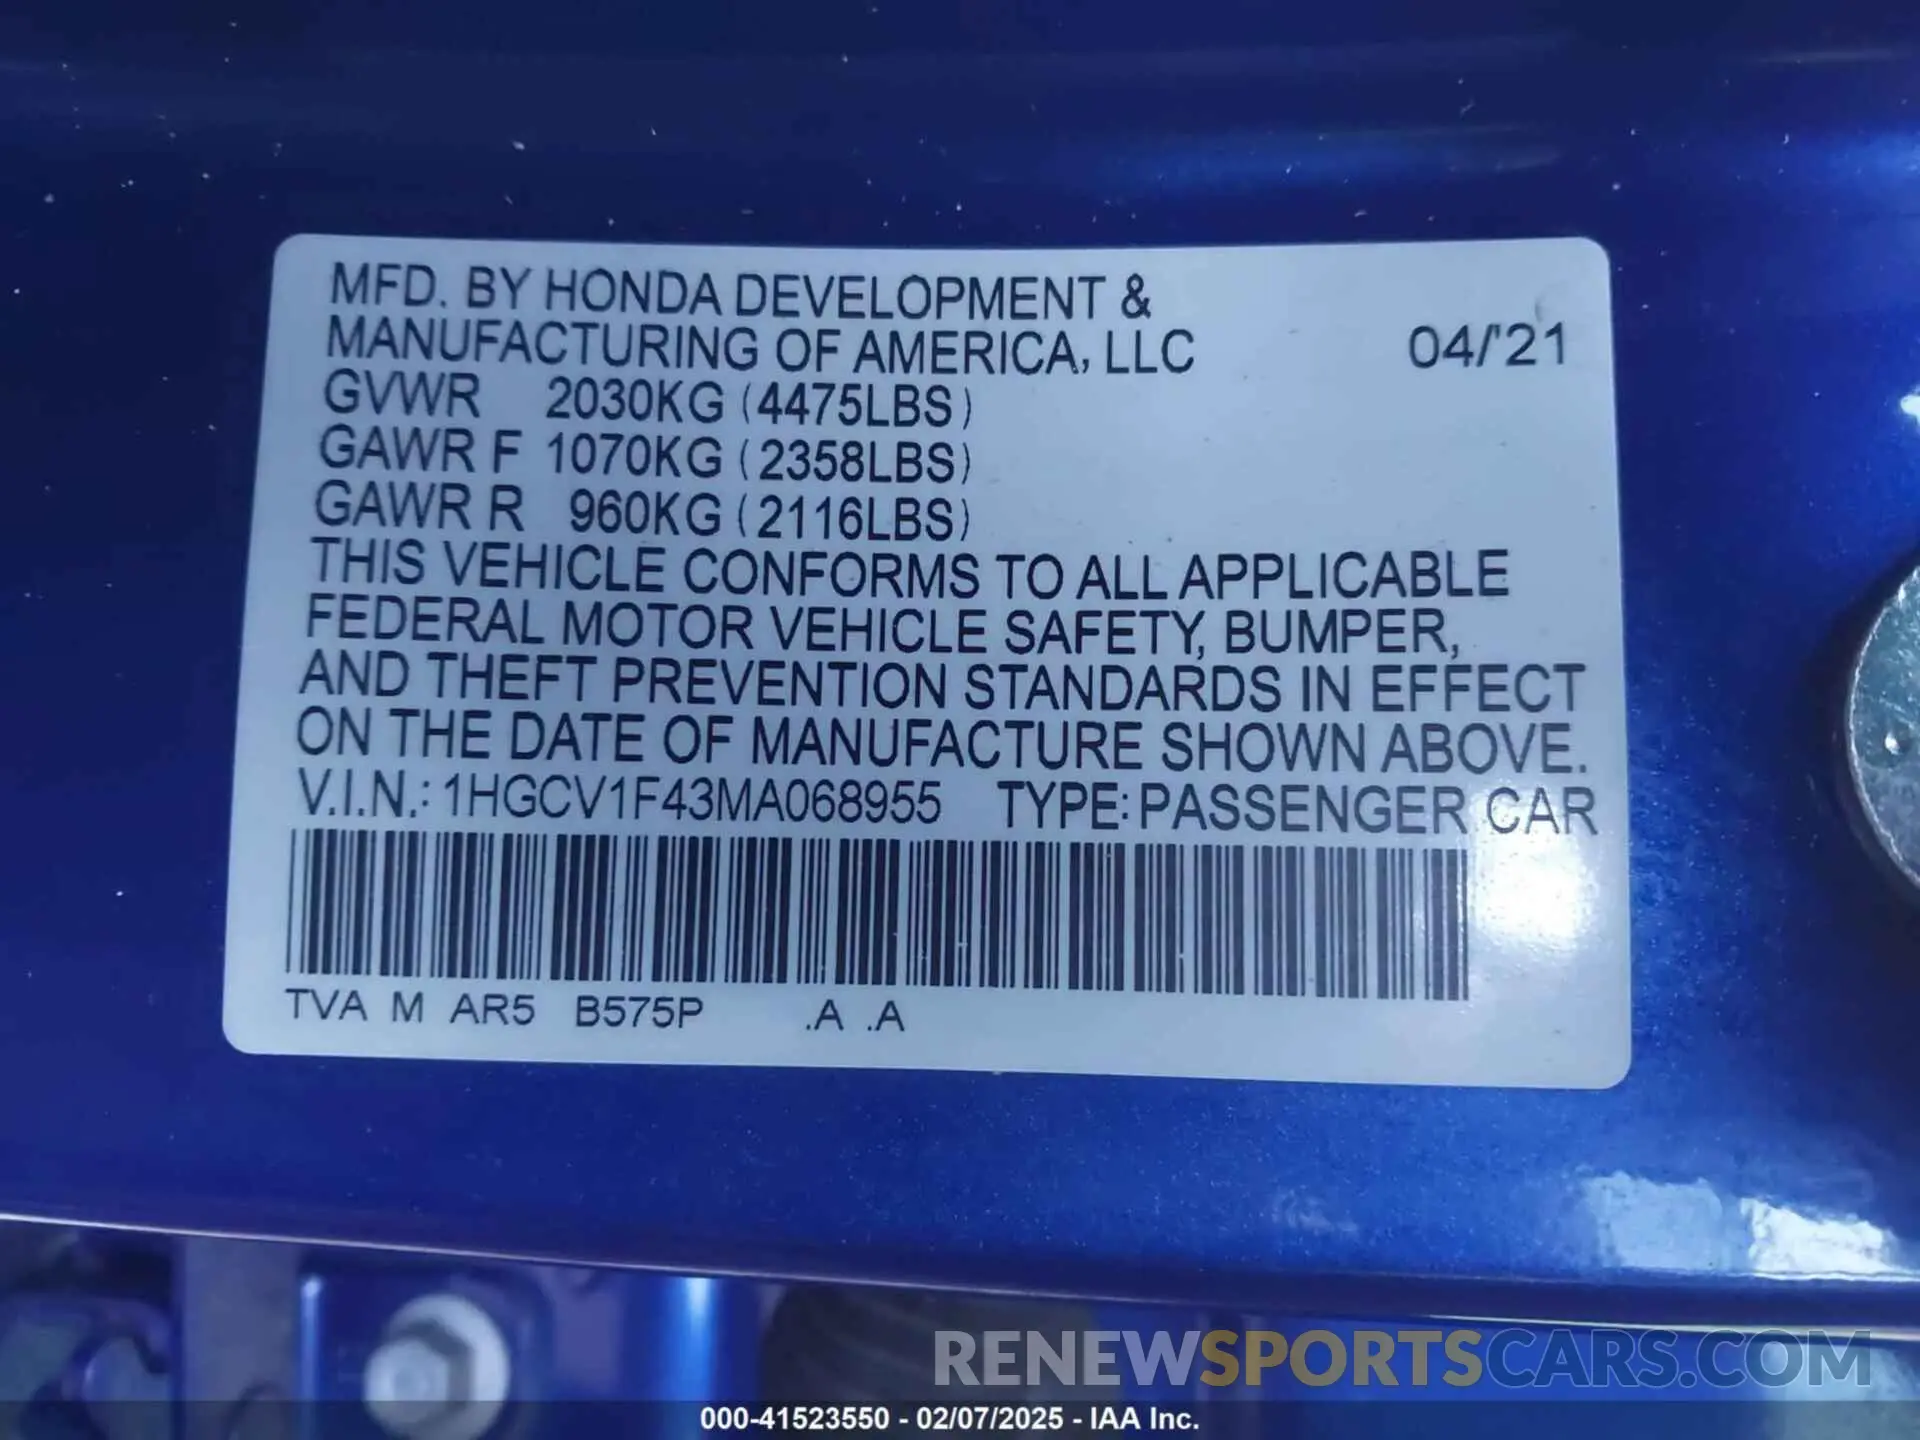 MFD. BY HONDA DEVELOPMENT &
MANUFACTURING OF AMERICA, LLC 04/'21
GVWR 2030KG (4475LBS)
GAWR F 1070KG (2358LBS)
GAWR R 960KG (2116LBS)
THIS VEHICLE CONFORMS TO ALL APPLICABLE
FEDERAL MOTOR VEHICLE SAFETY, BUMPER,
AND THEFT PREVENTION STANDARDS IN EFFECT
ON THE DATE OF MANUFACTURE SHOWN ABOVE.
V.I.N.: 1HGCV1F43MA068955 TYPE: PASSENGER CAR
TVA M AR5 B575P .A .A
RENEWSPORTSCARS.COM
000-41523550 - 02/07/2025 - IAA Inc.